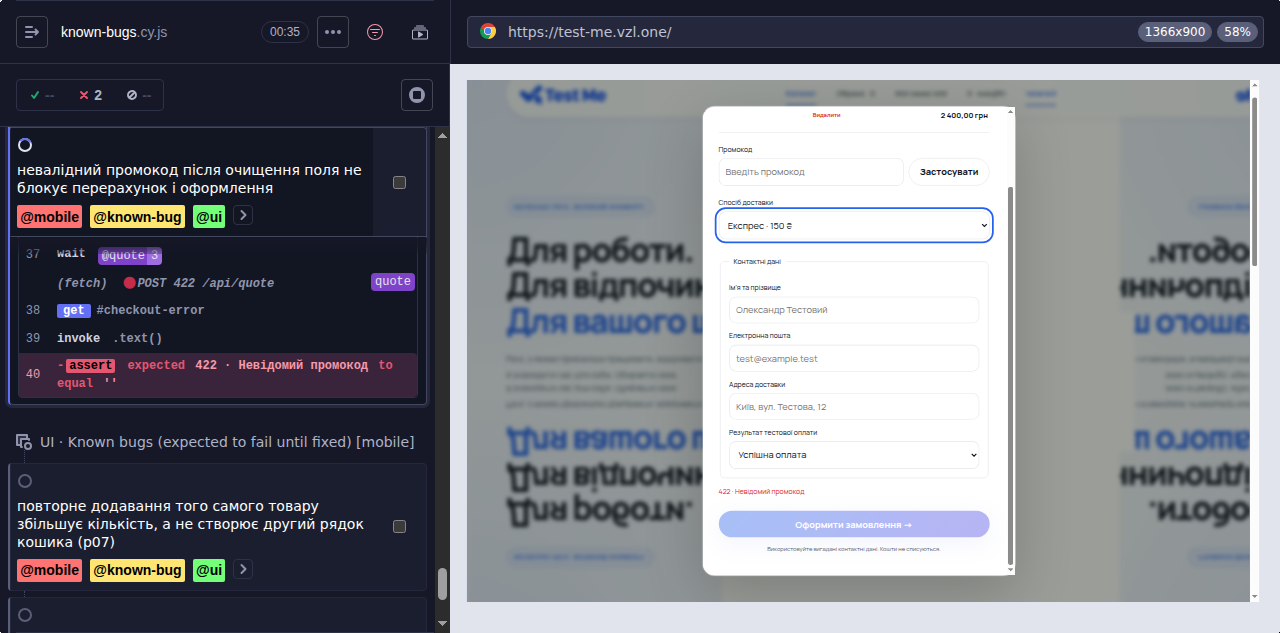 known-bugs.cy.js
00:35
--
2
--
невалідний промокод після очищення поля не
блокує перерахунок і оформлення
@mobile @known-bug @ui
37 wait @quote 3
(fetch) POST 422 /api/quote quote
38 get #checkout-error
39 invoke .text()
40 -assert expected 422 · Невідомий промокод to
equal ''
UI · Known bugs (expected to fail until fixed) [mobile]
повторне додавання того самого товару
збільшує кількість, а не створює другий рядок
кошика (p07)
@mobile @known-bug @ui
https://test-me.vzl.one/
1366x900 58%
Test Me
Видалити 2 400,00 грн
Промокод
Введіть промокод
Застосувати
Спосіб доставки
Експрес · 150 ₴
Контактні дані
Ім'я та прізвище
Олександр Тестовий
Електронна пошта
test@example.test
Адреса доставки
Київ, вул. Тестова, 12
Результат тестової оплати
Успішна оплата
422 · Невідомий промокод
Оформити замовлення →
Використовуйте вигадані контактні дані. Кошти не списуються.
Для роботи.
Для відпочин
Для вашого